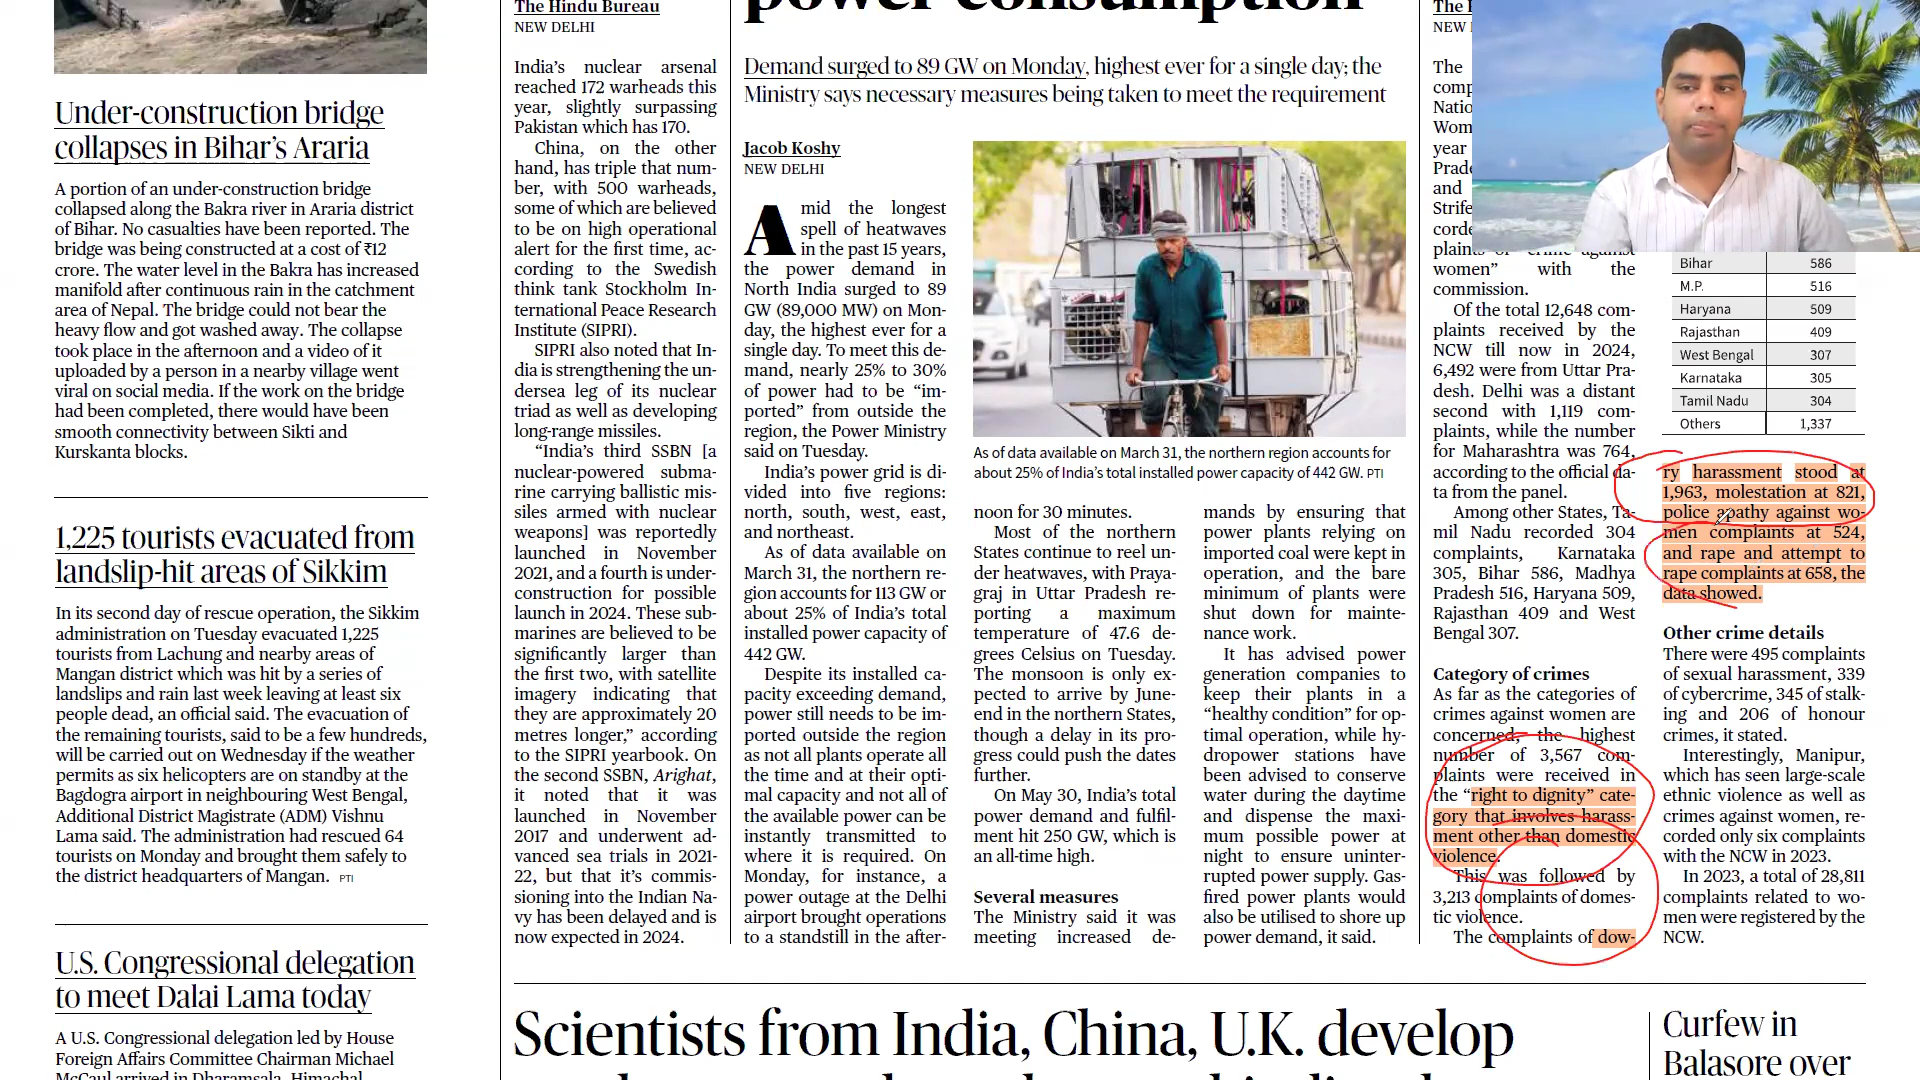 Under-construction bridge
collapses in Bihar’s Araria
A portion of an under-construction bridge
collapsed along the Bakra river in Araria district
of Bihar. No casualties have been reported. The
bridge was being constructed at a cost of ₹12
crore. The water level in the Bakra has increased
manifold after continuous rain in the catchment
area of Nepal. The bridge could not bear the
heavy flow and got washed away. The collapse
took place in the afternoon and a video of it
uploaded by a person in a nearby village went
viral on social media. If the work on the bridge
had been completed, there would have been
smooth connectivity between Sikti and
Kurskanta blocks.
1,225 tourists evacuated from
landslip-hit areas of Sikkim
In its second day of rescue operation, the Sikkim
administration on Tuesday evacuated 1,225
tourists from Lachung and nearby areas of
Mangan district which was hit by a series of
landslips and rain last week leaving at least six
people dead, an official said. The evacuation of
the remaining tourists, said to be a few hundreds,
will be carried out on Wednesday if the weather
permits as six helicopters are on standby at the
Bagdogra airport in neighbouring West Bengal,
Additional District Magistrate (ADM) Vishnu
Lama said. The administration had rescued 64
tourists on Monday and brought them safely to
the district headquarters of Mangan. PTI
U.S. Congressional delegation
to meet Dalai Lama today
A U.S. Congressional delegation led by House
Foreign Affairs Committee Chairman Michael
McCaul arrived in Dharamsala, Himachal
The Hindu Bureau
NEW DELHI
India’s nuclear arsenal
reached 172 warheads this
year, slightly surpassing
Pakistan which has 170.
China, on the other
hand, has triple that num-
ber, with 500 warheads,
some of which are believed
to be on high operational
alert for the first time, ac-
cording to the Swedish
think tank Stockholm In-
ternational Peace Research
Institute (SIPRI).
SIPRI also noted that In-
dia is strengthening the un-
dersea leg of its nuclear
triad as well as developing
long-range missiles.
“India’s third SSBN [a
nuclear-powered subma-
rine carrying ballistic mis-
siles armed with nuclear
weapons] was reportedly
launched in November
2021, and a fourth is under-
construction for possible
launch in 2024. These sub-
marines are believed to be
significantly larger than
the first two, with satellite
imagery indicating that
they are approximately 20
metres longer,” according
to the SIPRI yearbook. On
the second SSBN, Arighat,
it noted that it was
launched in November
2017 and underwent ad-
vanced sea trials in 2021-
22, but that it’s commis-
sioning into the Indian Na-
vy has been delayed and is
now expected in 2024.
power consumption
Demand surged to 89 GW on Monday, highest ever for a single day; the
Ministry says necessary measures being taken to meet the requirement
Jacob Koshy
NEW DELHI
Amid the longest
spell of heatwaves
in the past 15 years,
the power demand in
North India surged to 89
GW (89,000 MW) on Mon-
day, the highest ever for a
single day. To meet this de-
mand, nearly 25% to 30%
of power had to be “im-
ported” from outside the
region, the Power Ministry
said on Tuesday.
India’s power grid is di-
vided into five regions:
north, south, west, east,
and northeast.
As of data available on
March 31, the northern re-
gion accounts for 113 GW or
about 25% of India’s total
installed power capacity of
442 GW.
Despite its installed ca-
pacity exceeding demand,
power still needs to be im-
ported outside the region
as not all plants operate all
the time and at their opti-
mal capacity and not all of
the available power can be
instantly transmitted to
where it is required. On
Monday, for instance, a
power outage at the Delhi
airport brought operations
to a standstill in the after-
As of data available on March 31, the northern region accounts for
about 25% of India’s total installed power capacity of 442 GW. PTI
noon for 30 minutes.
Most of the northern
States continue to reel un-
der heatwaves, with Praya-
graj in Uttar Pradesh re-
porting a maximum
temperature of 47.6 de-
grees Celsius on Tuesday.
The monsoon is only ex-
pected to arrive by June-
end in the northern States,
though a delay in its pro-
gress could push the dates
further.
On May 30, India’s total
power demand and fulfil-
ment hit 250 GW, which is
an all-time high.
Several measures
The Ministry said it was
meeting increased de-
mands by ensuring that
power plants relying on
imported coal were kept in
operation, and the bare
minimum of plants were
shut down for mainte-
nance work.
It has advised power
generation companies to
keep their plants in a
“healthy condition” for op-
timal operation, while hy-
dropower stations have
been advised to conserve
water during the daytime
and dispense the maxi-
mum possible power at
night to ensure uninter-
rupted power supply. Gas-
fired power plants would
also be utilised to shore up
power demand, it said.
The
NEW
The
comp
Natio
Wom
year
Prade
and
Strife
corde
plaints of “crime against
women” with the
commission.
Of the total 12,648 com-
plaints received by the
NCW till now in 2024,
6,492 were from Uttar Pra-
desh. Delhi was a distant
second with 1,119 com-
plaints, while the number
for Maharashtra was 764,
according to the official da-
ta from the panel.
Among other States, Ta-
mil Nadu recorded 304
complaints, Karnataka
305, Bihar 586, Madhya
Pradesh 516, Haryana 509,
Rajasthan 409 and West
Bengal 307.
Category of crimes
As far as the categories of
crimes against women are
concerned, the highest
number of 3,567 com-
plaints were received in
the “right to dignity” cate-
gory that involves harass-
ment other than domestic
violence.
This was followed by
3,213 complaints of domes-
tic violence.
The complaints of dow-
Bihar 586
M.P. 516
Haryana 509
Rajasthan 409
West Bengal 307
Karnataka 305
Tamil Nadu 304
Others 1,337
ry harassment stood at
1,963, molestation at 821,
police apathy against wo-
men complaints at 524,
and rape and attempt to
rape complaints at 658, the
data showed.
Other crime details
There were 495 complaints
of sexual harassment, 339
of cybercrime, 345 of stalk-
ing and 206 of honour
crimes, it stated.
Interestingly, Manipur,
which has seen large-scale
ethnic violence as well as
crimes against women, re-
corded only six complaints
with the NCW in 2023.
In 2023, a total of 28,811
complaints related to wo-
men were registered by the
NCW.
Scientists from India, China, U.K. develop
Curfew in
Balasore over